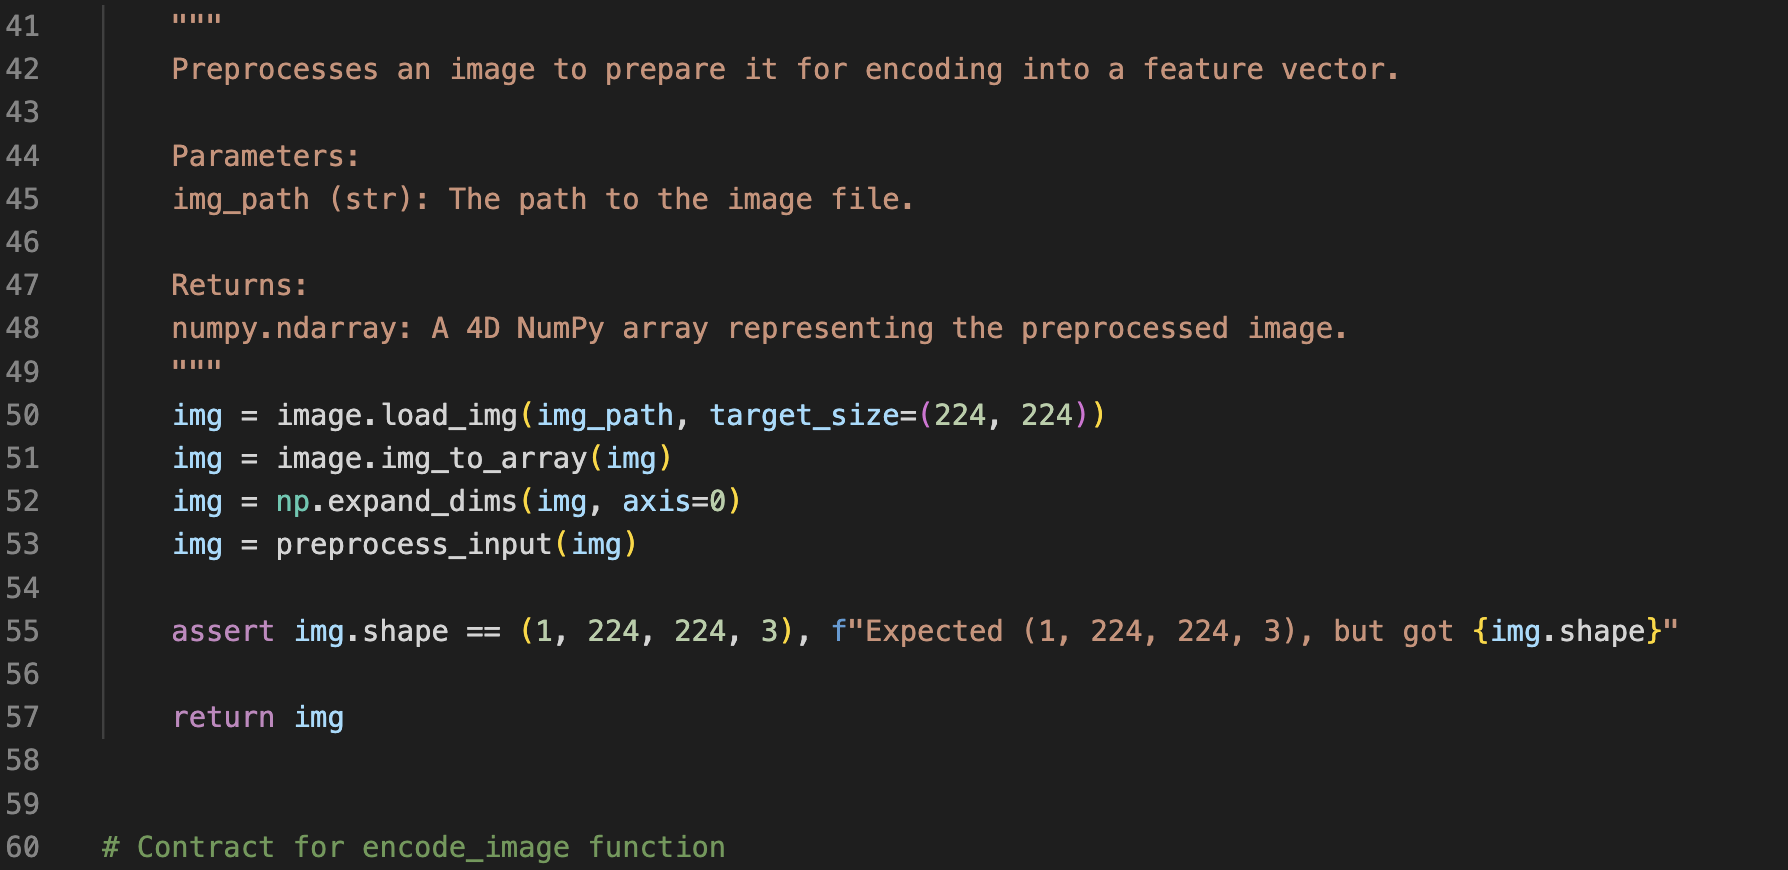 41 """
42 Preprocesses an image to prepare it for encoding into a feature vector.
43
44 Parameters:
45 img_path (str): The path to the image file.
46
47 Returns:
48 numpy.ndarray: A 4D NumPy array representing the preprocessed image.
49 """
50 img = image.load_img(img_path, target_size=(224, 224))
51 img = image.img_to_array(img)
52 img = np.expand_dims(img, axis=0)
53 img = preprocess_input(img)
54
55 assert img.shape == (1, 224, 224, 3), f"Expected (1, 224, 224, 3), but got {img.shape}"
56
57 return img
58
59
60 # Contract for encode_image function